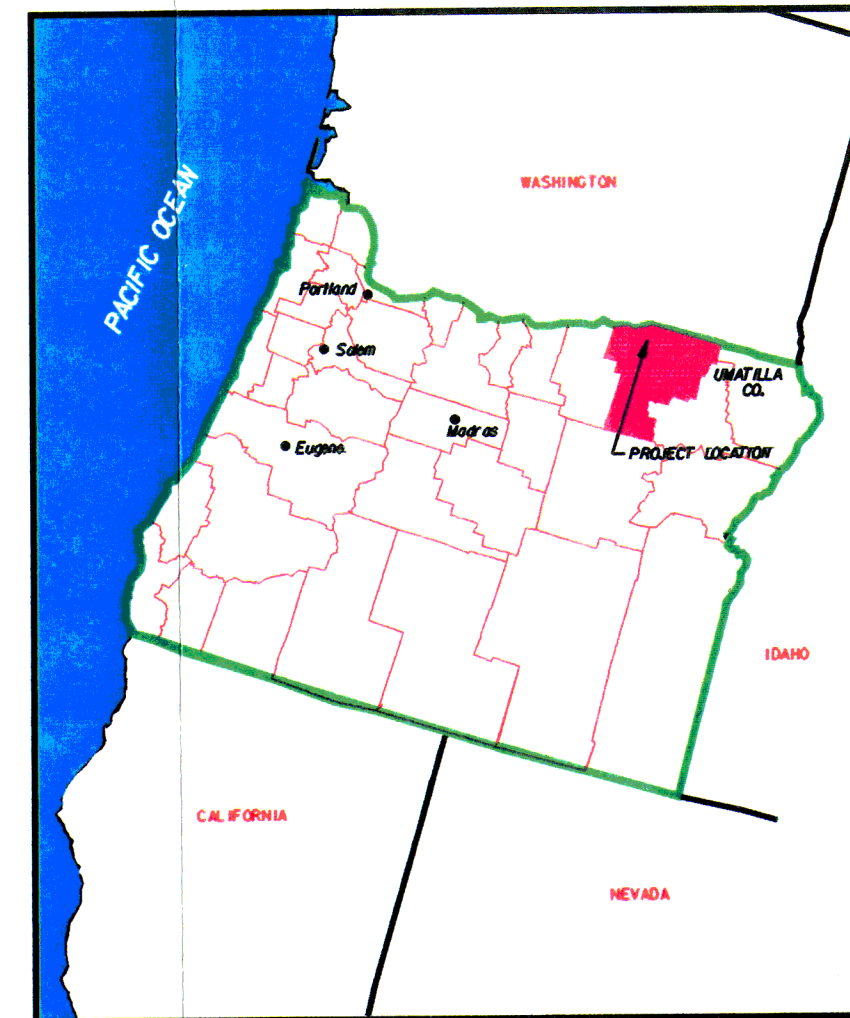 WASHINGTON
PACIFIC OCEAN
Portland
Salem
UMATILLA
CO.
Madras
Eugene.
PROJECT LOCATION
IDAHO
CALIFORNIA
NEVADA